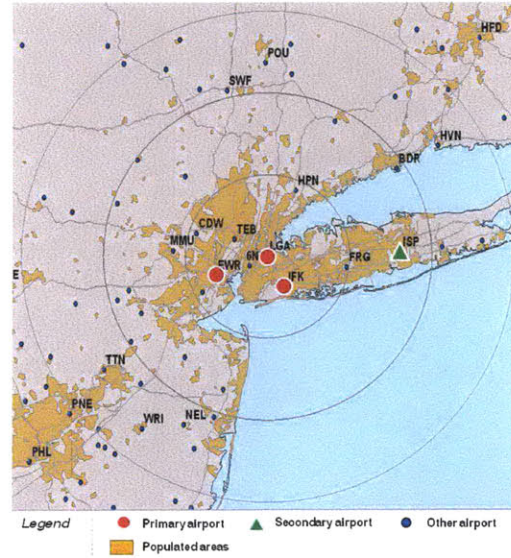 HFD
POU
SWF
HVN
BDR
HPN
CDW
TEB
MMU
LGA
ISP
6N
EWR
FRG
JFK
E
TTN
PNE
WRI
NEL
PHL
Legend
Primary airport
Secondary airport
Other airport
Populated areas